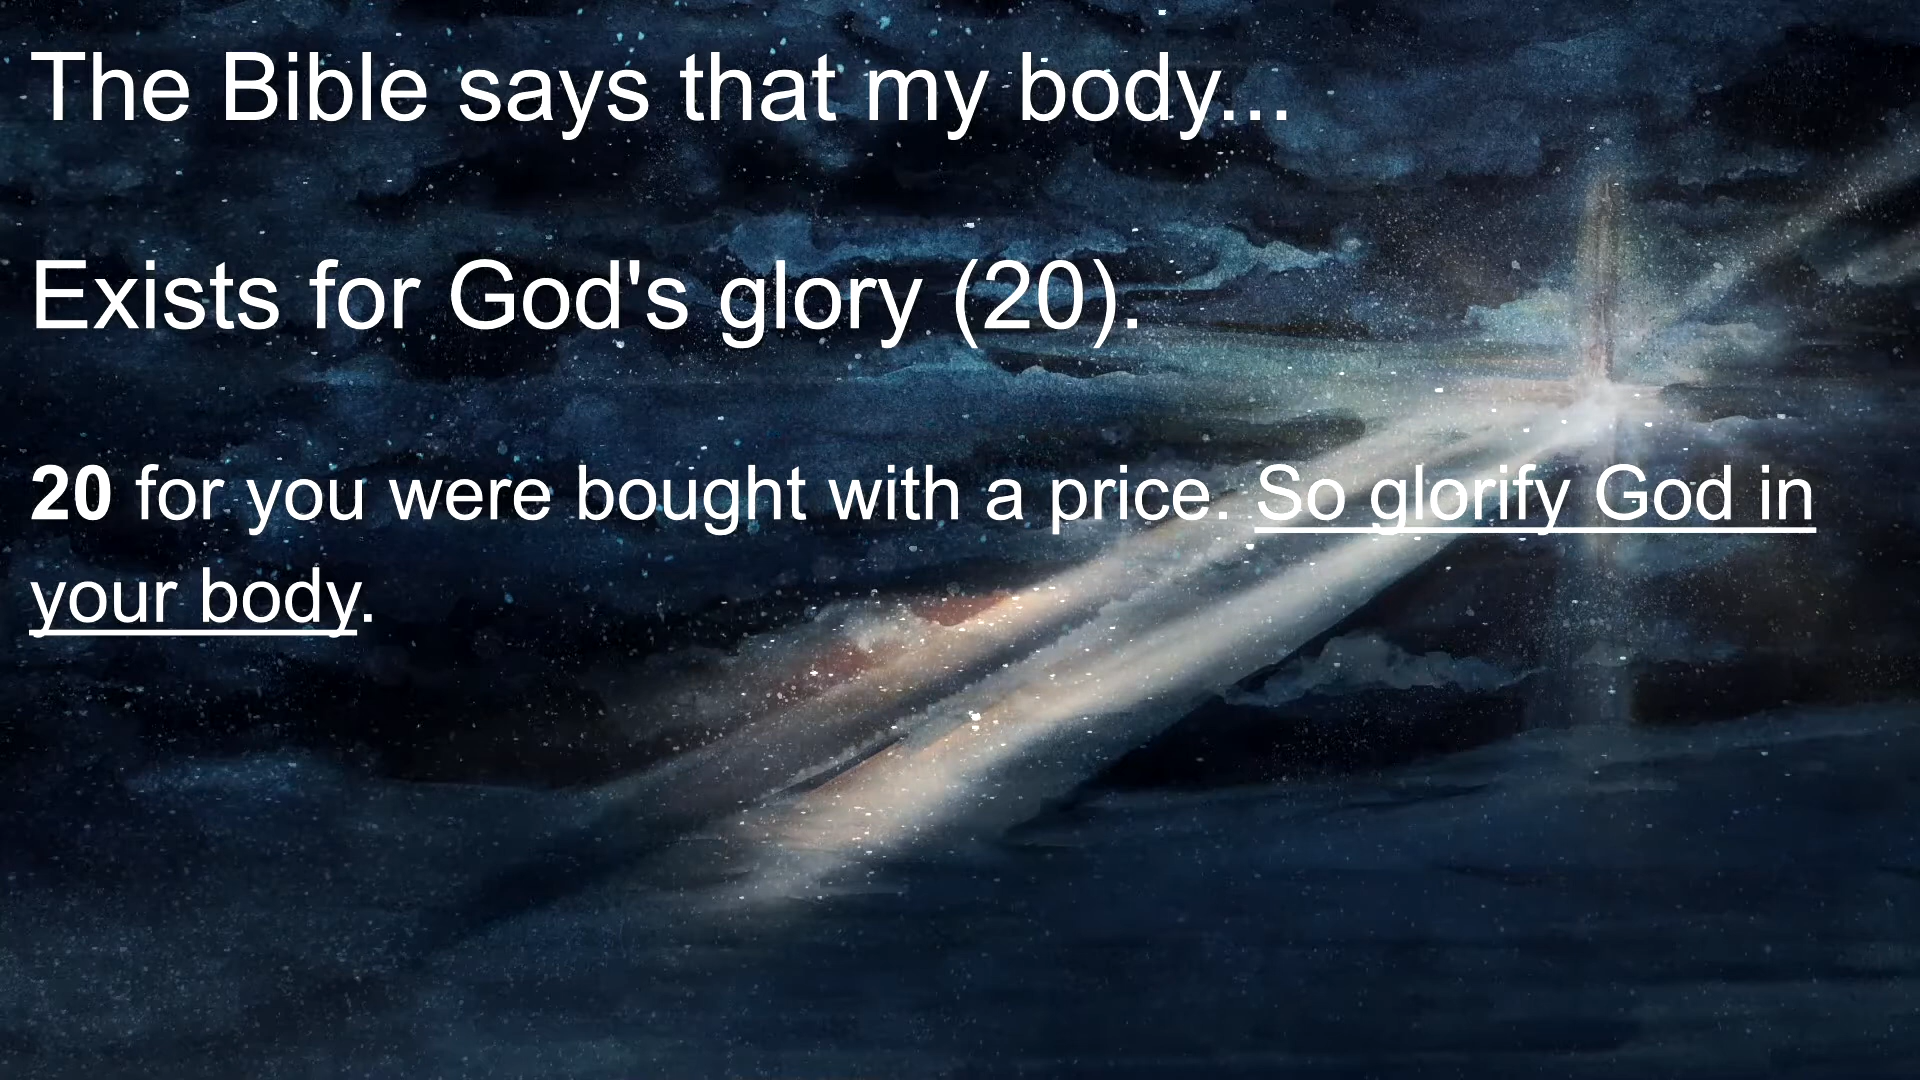 The Bible says that my body...
Exists for God's glory (20).
20 for you were bought with a price. So glorify God in
your body.